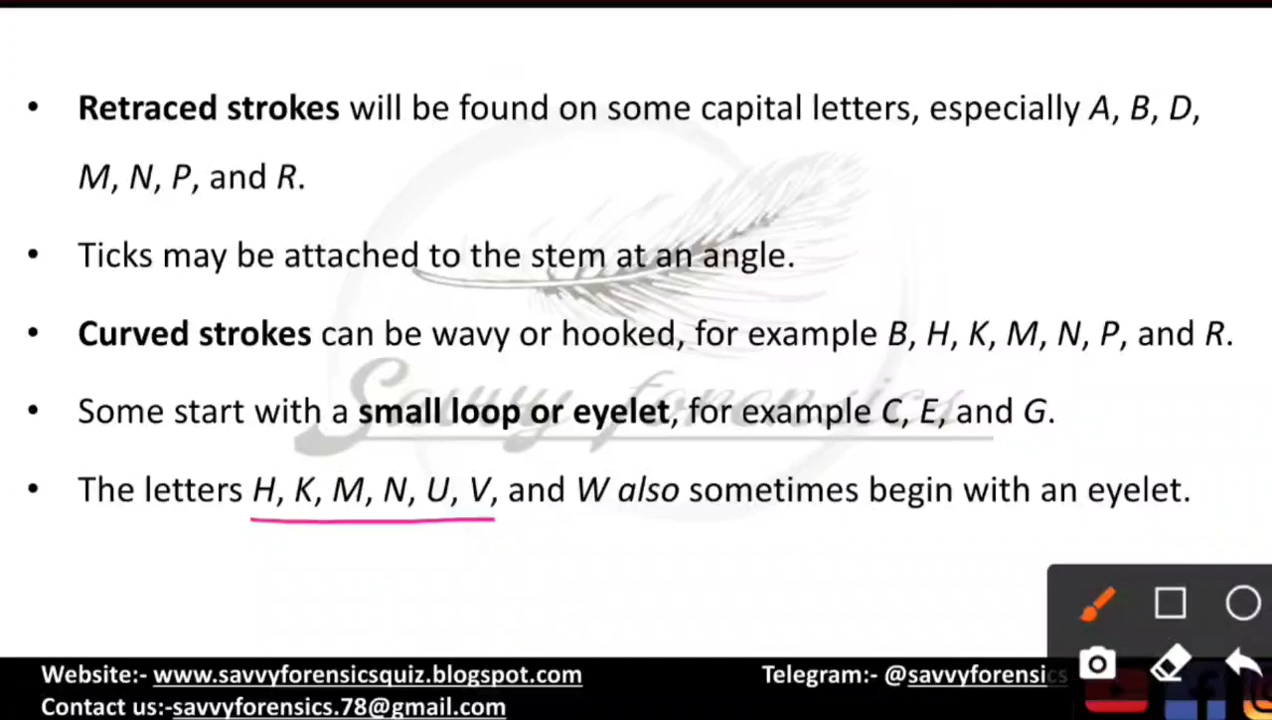 • Retraced strokes will be found on some capital letters, especially A, B, D,
M, N, P, and R.
• Ticks may be attached to the stem at an angle.
• Curved strokes can be wavy or hooked, for example B, H, K, M, N, P, and R.
Savvy forensics
• Some start with a small loop or eyelet, for example C, E, and G.
• The letters H, K, M, N, U, V, and W also sometimes begin with an eyelet.
Website:- www.savvyforensicsquiz.blogspot.com Telegram:- @savvyforensics
Contact us:-savvyforensics.78@gmail.com